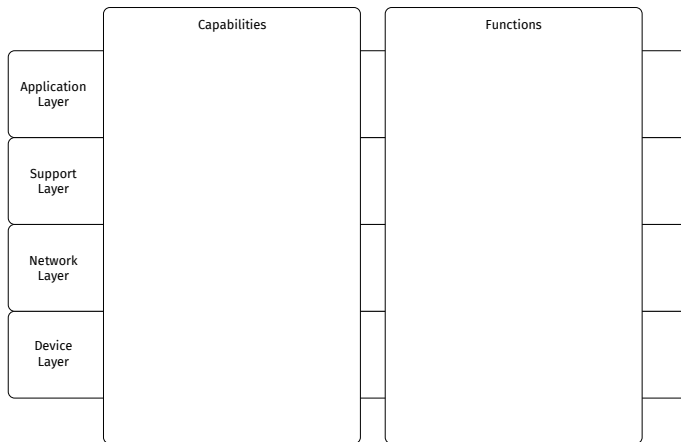 Capabilities
Functions
Application
Layer
Support
Layer
Network
Layer
Device
Layer